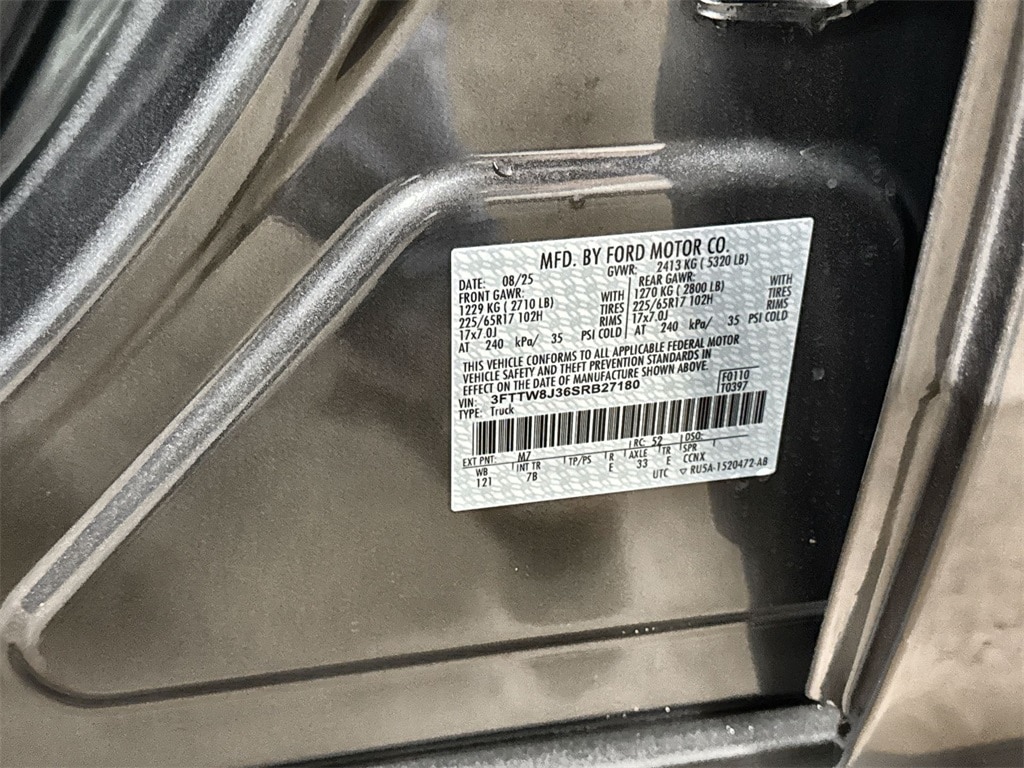 MFD. BY FORD MOTOR CO.
DATE: 08/25 GVWR: 2413 KG ( 5320 LB)
FRONT GAWR: REAR GAWR:
1229 KG ( 2710 LB) WITH 1270 KG ( 2800 LB) WITH
225/65R17 102H TIRES 225/65R17 102H TIRES
17x7.0J RIMS 17x7.0J RIMS
AT 240 kPa/ 35 PSI COLD AT 240 kPa/ 35 PSI COLD
THIS VEHICLE CONFORMS TO ALL APPLICABLE FEDERAL MOTOR
VEHICLE SAFETY AND THEFT PREVENTION STANDARDS IN
EFFECT ON THE DATE OF MANUFACTURE SHOWN ABOVE.
VIN: 3FTTW8J36SRB27180 F0110
TYPE: Truck T0397
EXT PNT: M7 RC: 52 DSO:
WB INT TR TP/PS R AXLE TR SPR
121 7B E 33 E CCNX
UTC ▽ RU5A-1520472-AB